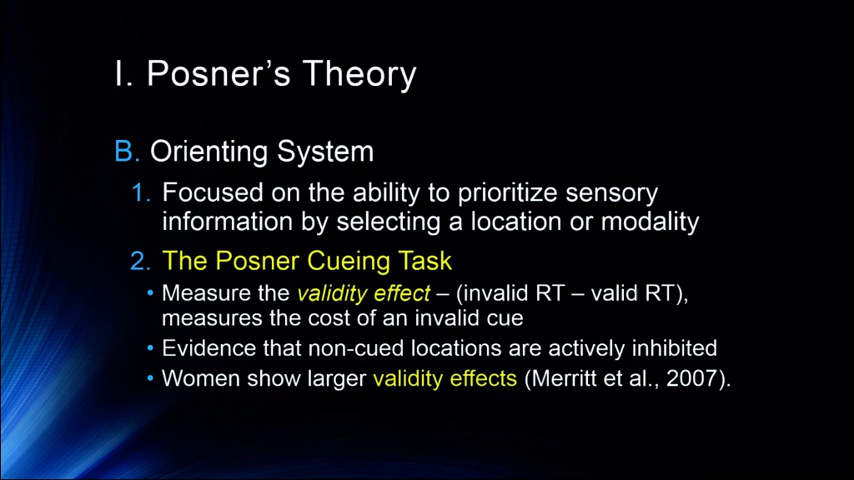 I. Posner's Theory
B. Orienting System
1. Focused on the ability to prioritize sensory
information by selecting a location or modality
2. The Posner Cueing Task
• Measure the validity effect – (invalid RT – valid RT),
measures the cost of an invalid cue
• Evidence that non-cued locations are actively inhibited
• Women show larger validity effects (Merritt et al., 2007).